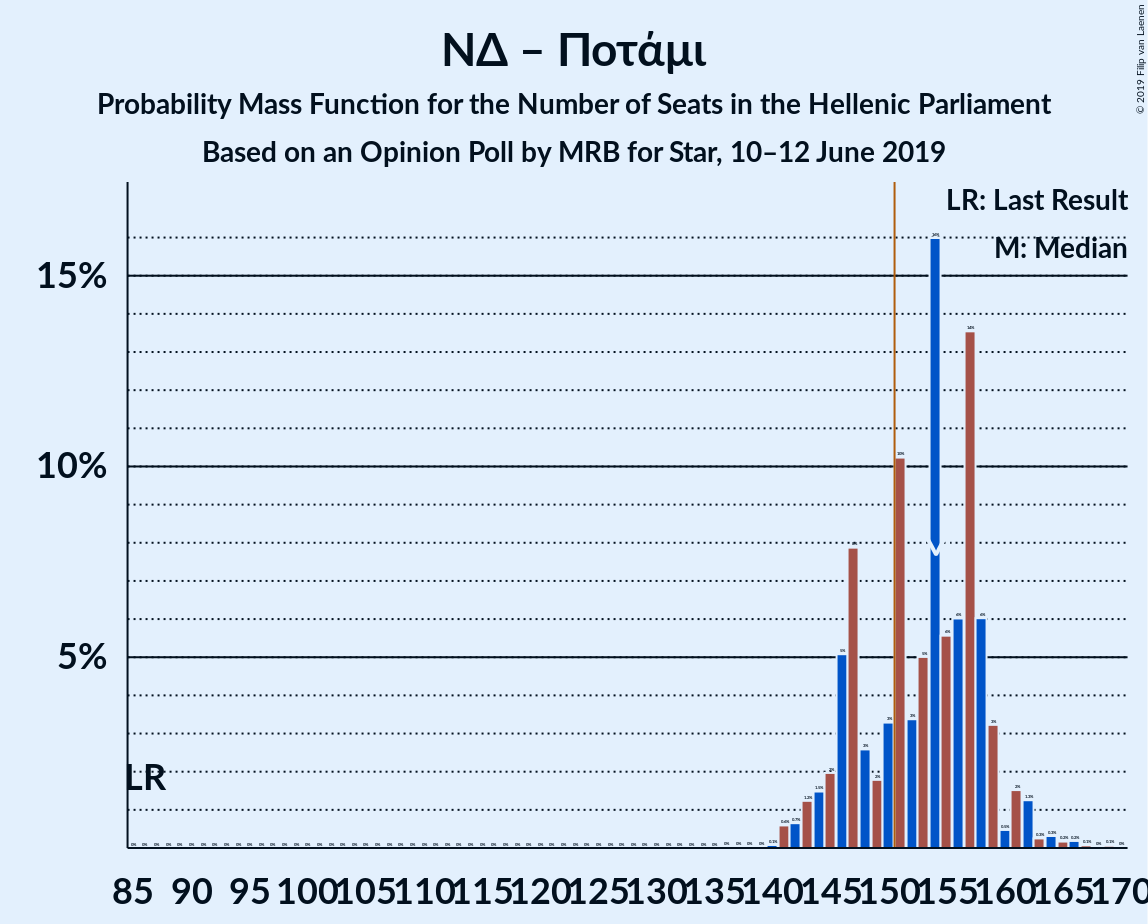 ΝΔ – Ποτάμι
Probability Mass Function for the Number of Seats in the Hellenic Parliament
Based on an Opinion Poll by MRB for Star, 10–12 June 2019
© 2019 Filip van Laenen
LR: Last Result
M: Median
15%
10%
5%
LR
85 90 95 100 105 110 115 120 125 130 135 140 145 150 155 160 165 170